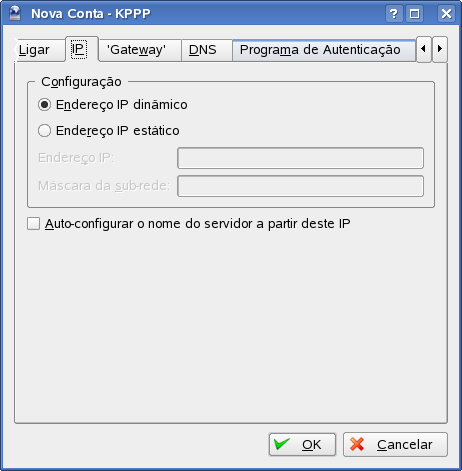 Nova Conta - KPPP
Ligar IP 'Gateway' DNS Programa de Autenticação
Configuração
Endereço IP dinâmico
Endereço IP estático
Endereço IP:
Máscara da sub-rede:
Auto-configurar o nome do servidor a partir deste IP
OK Cancelar